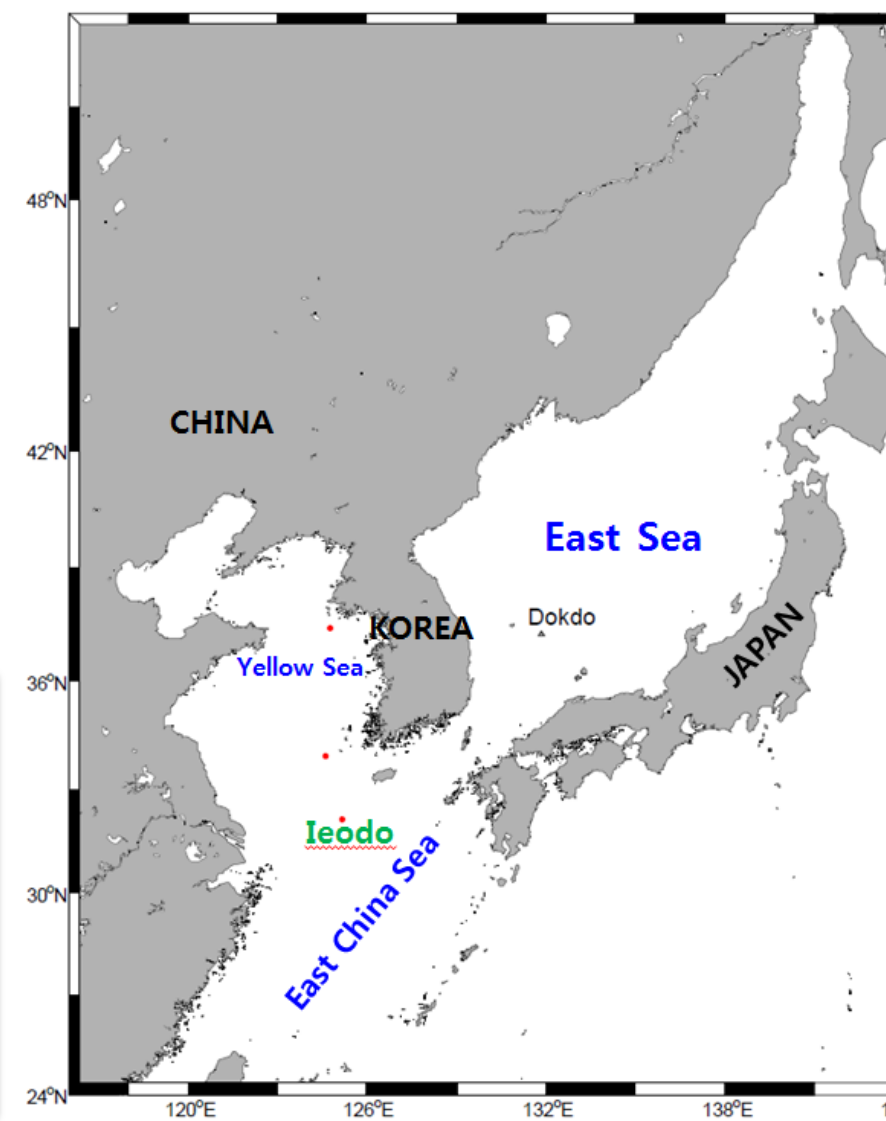 48°N
CHINA
42°N
East Sea
Dokdo
KOREA
JAPAN
Yellow Sea
36°N
Ieodo
East China Sea
30°N
24°N
120°E
126°E
132°E
138°E